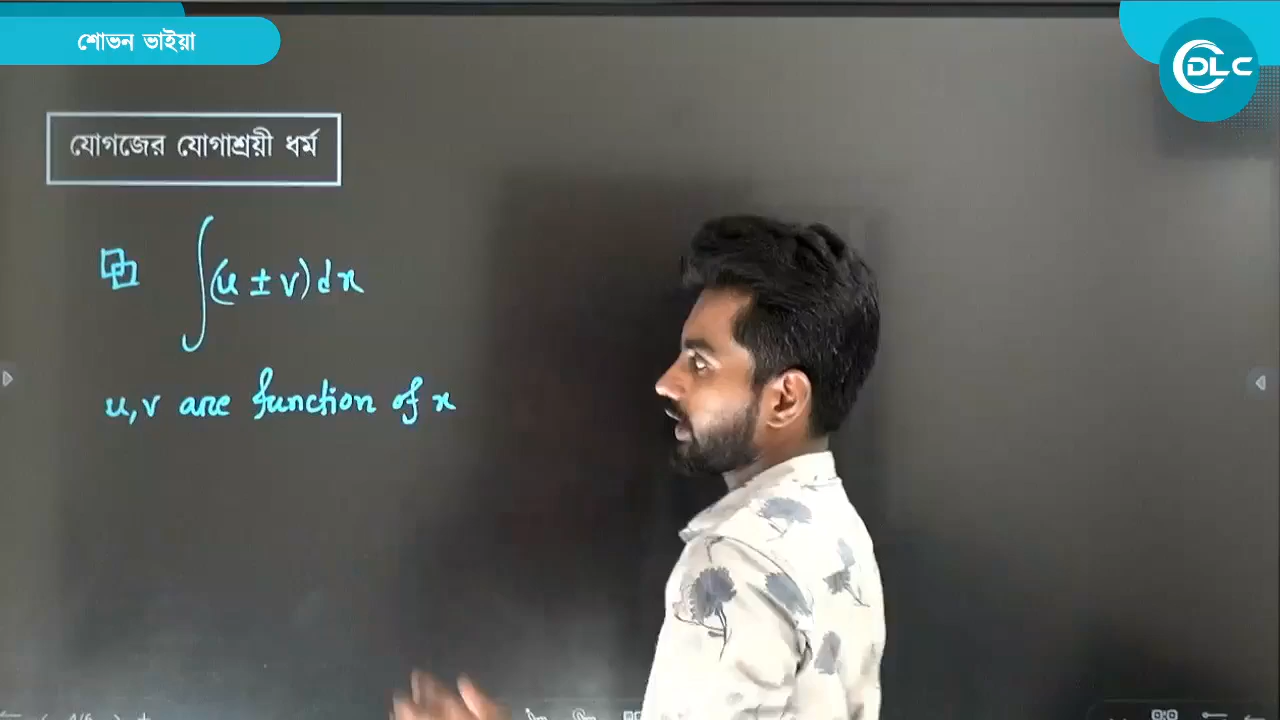 শোভন ভাইয়া
DLC
যোগজের যোগাশ্রয়ী ধর্ম
∫(u ± v) dx
u, v are function of x